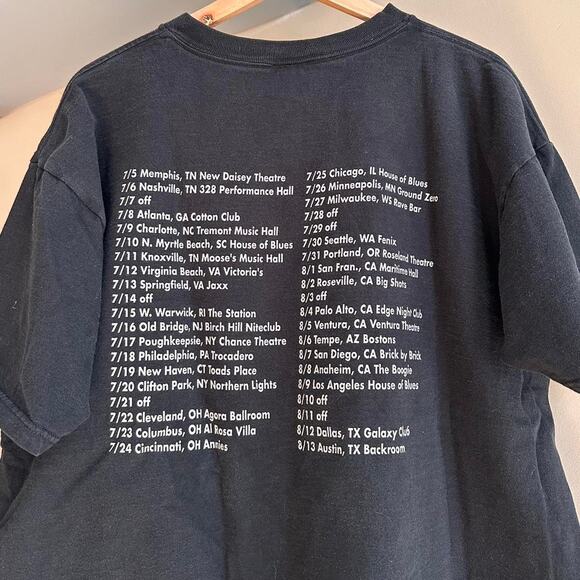 7/5 Memphis, TN New Daisey Theatre
7/6 Nashville, TN 328 Performance Hall
7/7 off
7/8 Atlanta, GA Cotton Club
7/9 Charlotte, NC Tremont Music Hall
7/10 N. Myrtle Beach, SC House of Blues
7/11 Knoxville, TN Moose's Music Hall
7/12 Virginia Beach, VA Victoria's
7/13 Springfield, VA Jaxx
7/14 off
7/15 W. Warwick, RI The Station
7/16 Old Bridge, NJ Birch Hill Niteclub
7/17 Poughkeepsie, NY Chance Theatre
7/18 Philadelphia, PA Trocadero
7/19 New Haven, CT Toads Place
7/20 Clifton Park, NY Northern Lights
7/21 off
7/22 Cleveland, OH Agora Ballroom
7/23 Columbus, OH Al Rosa Villa
7/24 Cincinnati, OH Annies
7/25 Chicago, IL House of Blues
7/26 Minneapolis, MN Ground Zero
7/27 Milwaukee, WS Rave Bar
7/28 off
7/29 off
7/30 Seattle, WA Fenix
7/31 Portland, OR Roseland Theatre
8/1 San Fran., CA Maritime Hall
8/2 Roseville, CA Big Shots
8/3 off
8/4 Palo Alto, CA Edge Night Club
8/5 Ventura, CA Ventura Theatre
8/6 Tempe, AZ Bostons
8/7 San Diego, CA Brick by Brick
8/8 Anaheim, CA The Boogie
8/9 Los Angeles House of Blues
8/10 off
8/11 off
8/12 Dallas, TX Galaxy Club
8/13 Austin, TX Backroom